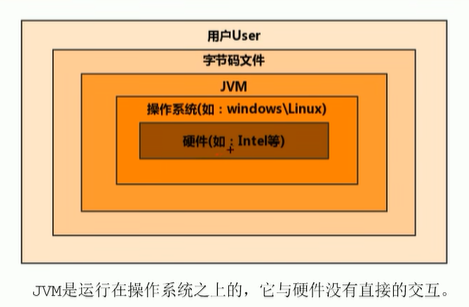 用户User
字节码文件
JVM
操作系统(如：windows\Linux)
硬件(如：Intel等)
JVM是运行在操作系统之上的，它与硬件没有直接的交互。